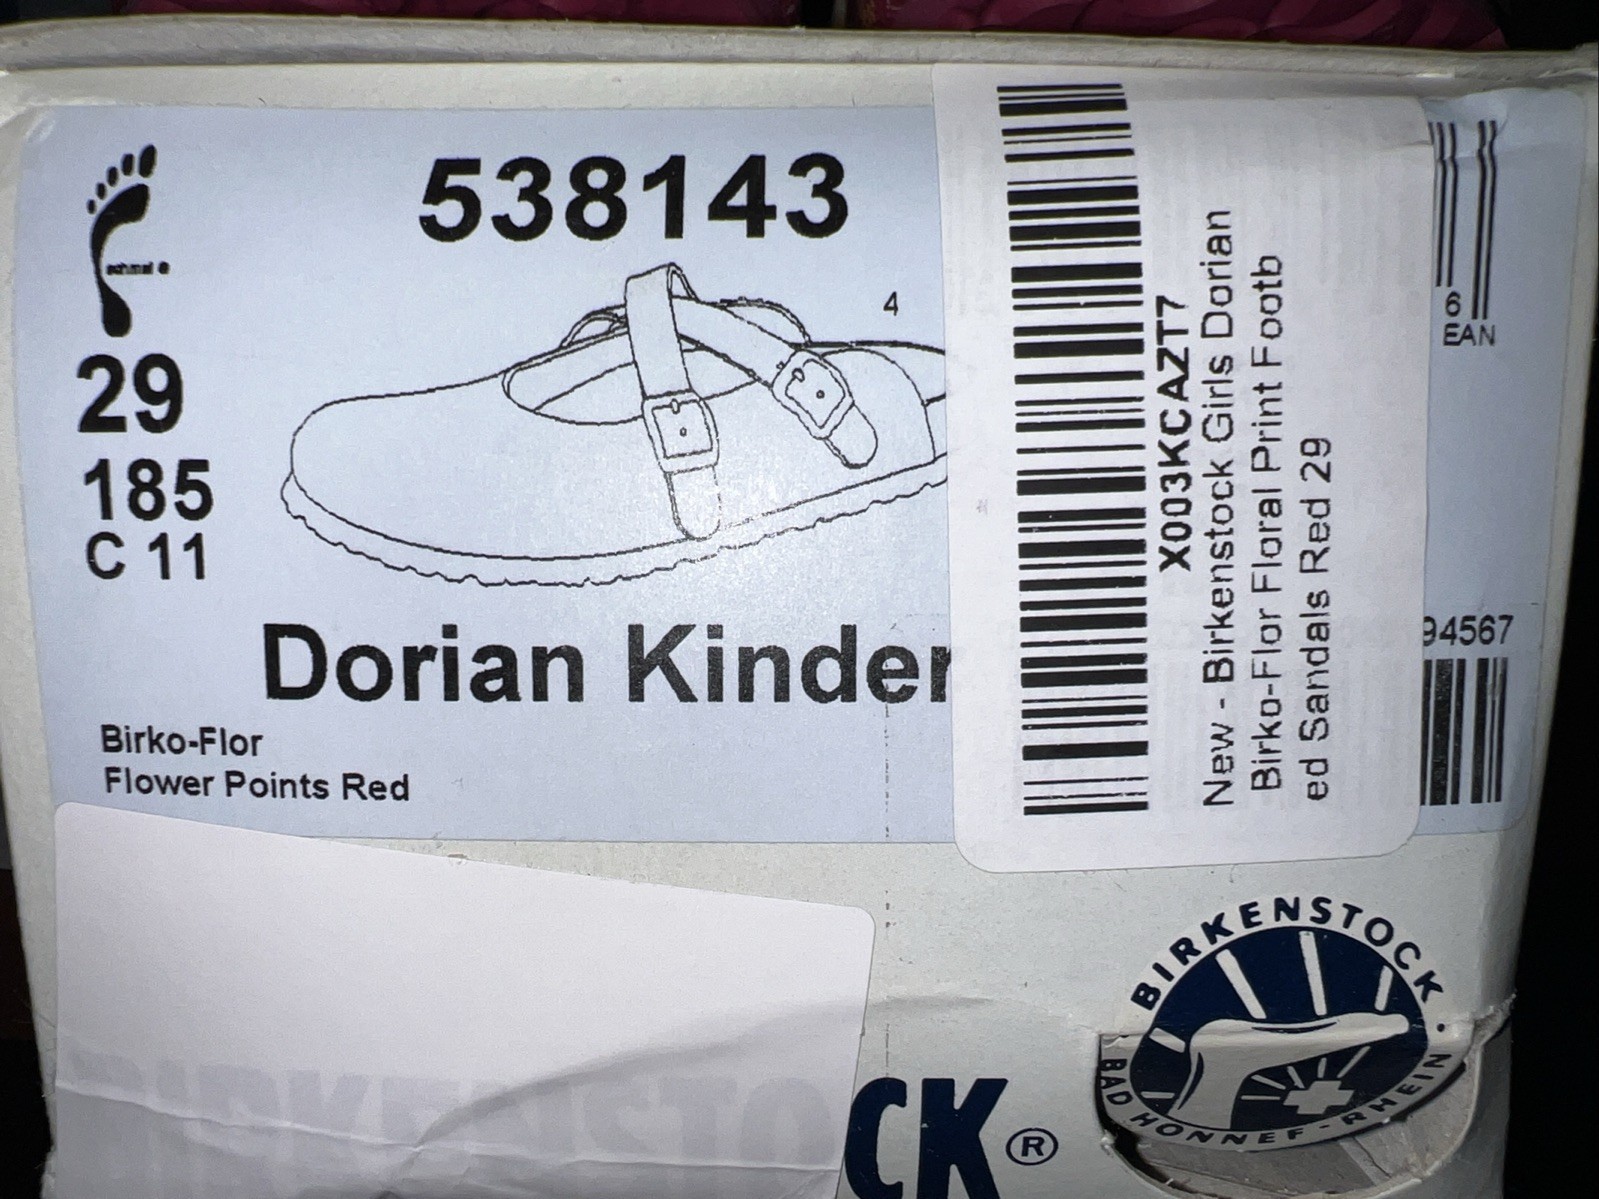 538143
schmal
29
185
C 11
4
Dorian Kinder
Birko-Flor
Flower Points Red
X003KCAZT7
New - Birkenstock Girls Dorian
Birko-Flor Floral Print Footb
ed Sandals Red 29
6
EAN
94567
BIRKENSTOCK
BAD HONNEF-RHEIN
CK®